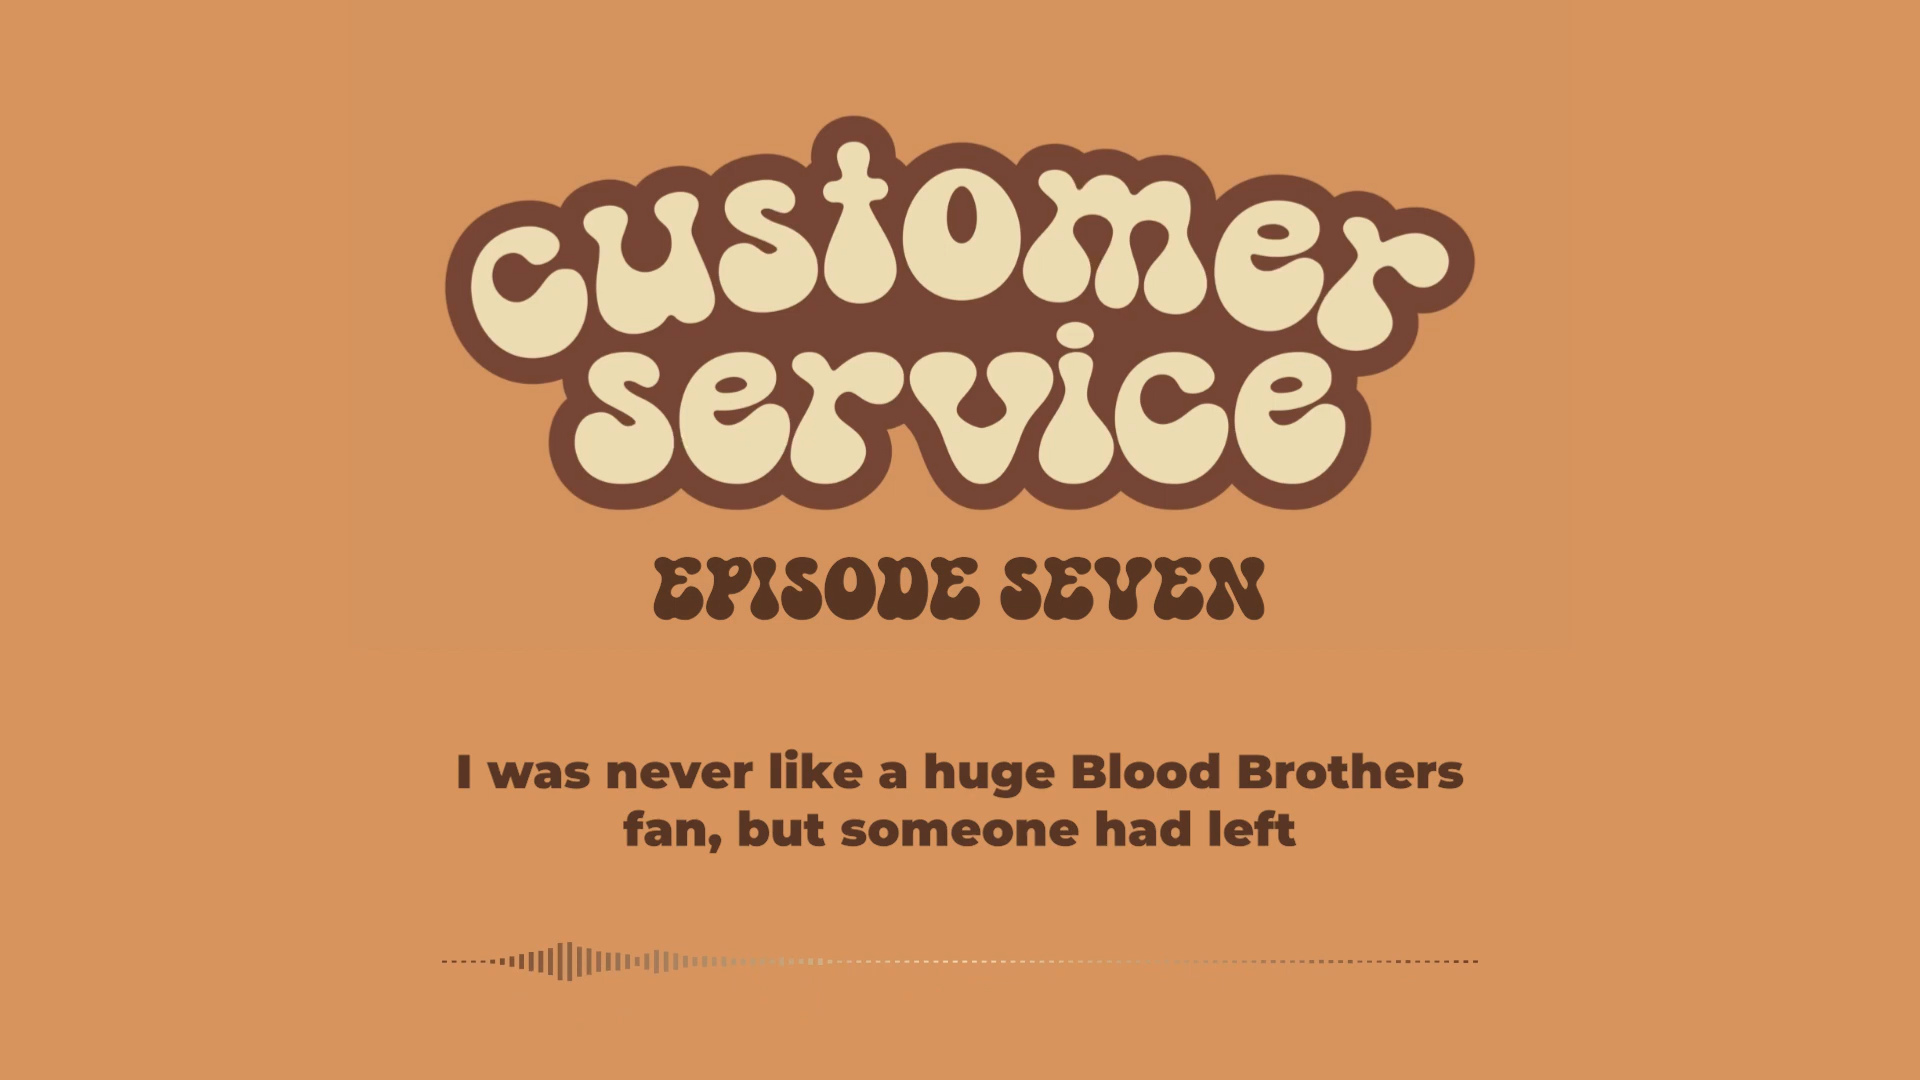 customer
service
EPISODE SEVEN
I was never like a huge Blood Brothers
fan, but someone had left